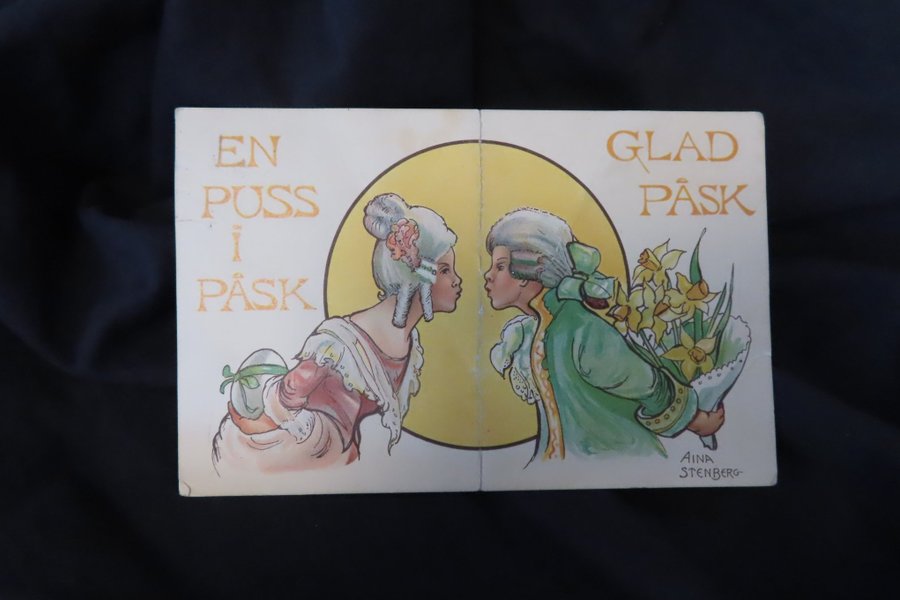 EN
PUSS
I
PÅSK
GLAD
PÅSK
AINA
STENBERG